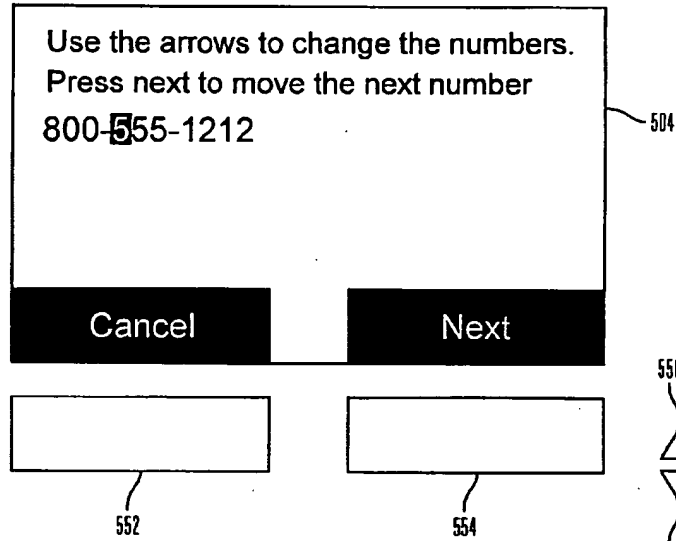 Use the arrows to change the numbers.
Press next to move the next number
800-555-1212
504
Cancel Next
552
554